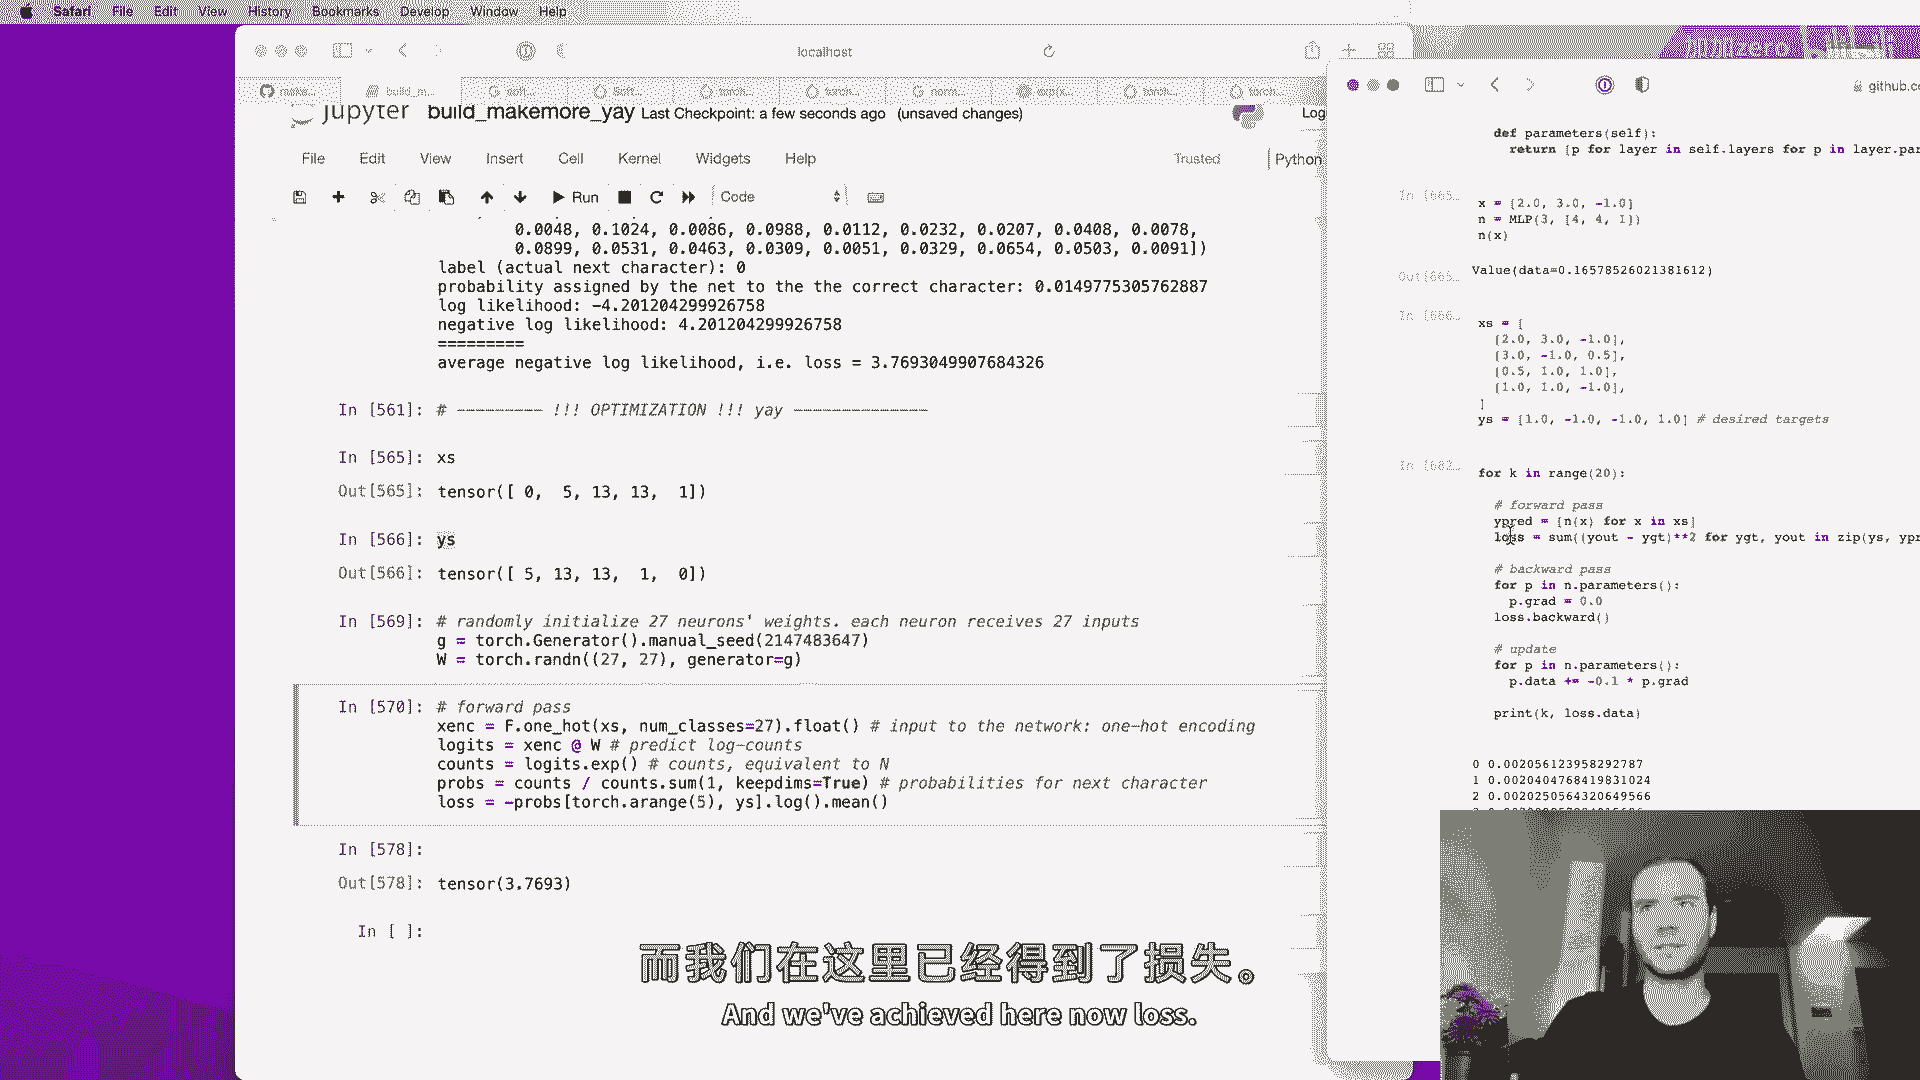 Safari File Edit View History Bookmarks Develop Window Help
localhost
make... build_m... soft... Soft... torch... torch... norm... exp(x... torch... torch...
jupyter build_makemore_yay Last Checkpoint: a few seconds ago (unsaved changes)
Log
File Edit View Insert Cell Kernel Widgets Help
Trusted
Python
Run
Code
0.0048, 0.1024, 0.0086, 0.0988, 0.0112, 0.0232, 0.0207, 0.0408, 0.0078,
0.0899, 0.0531, 0.0463, 0.0309, 0.0051, 0.0329, 0.0654, 0.0503, 0.0091])
label (actual next character): 0
probability assigned by the net to the the correct character: 0.0149775305762887
log likelihood: -4.201204299926758
negative log likelihood: 4.201204299926758
=========
average negative log likelihood, i.e. loss = 3.7693049907684326
In [561]: # --------- !!! OPTIMIZATION !!! yay --------------
In [565]: xs
Out[565]: tensor([ 0, 5, 13, 13, 1])
In [566]: ys
Out[566]: tensor([ 5, 13, 13, 1, 0])
In [569]: # randomly initialize 27 neurons' weights. each neuron receives 27 inputs
g = torch.Generator().manual_seed(2147483647)
W = torch.randn((27, 27), generator=g)
In [570]: # forward pass
xenc = F.one_hot(xs, num_classes=27).float() # input to the network: one-hot encoding
logits = xenc @ W # predict log-counts
counts = logits.exp() # counts, equivalent to N
probs = counts / counts.sum(1, keepdims=True) # probabilities for next character
loss = -probs[torch.arange(5), ys].log().mean()
In [578]:
Out[578]: tensor(3.7693)
In [ ]:
github.co
def parameters(self):
return [p for layer in self.layers for p in layer.par
In [665...
x = [2.0, 3.0, -1.0]
n = MLP(3, [4, 4, 1])
n(x)
Out[665...
Value(data=0.16578526021381612)
In [666...
xs = [
[2.0, 3.0, -1.0],
[3.0, -1.0, 0.5],
[0.5, 1.0, 1.0],
[1.0, 1.0, -1.0],
]
ys = [1.0, -1.0, -1.0, 1.0] # desired targets
In [682...
for k in range(20):
# forward pass
ypred = [n(x) for x in xs]
loss = sum((yout - ygt)**2 for ygt, yout in zip(ys, ypr
# backward pass
for p in n.parameters():
p.grad = 0.0
loss.backward()
# update
for p in n.parameters():
p.data += -0.1 * p.grad
print(k, loss.data)
0 0.002056123958292787
1 0.0020404768419831024
2 0.0020250564320649566
而我们在这里已经得到了损失。
And we've achieved here now loss.